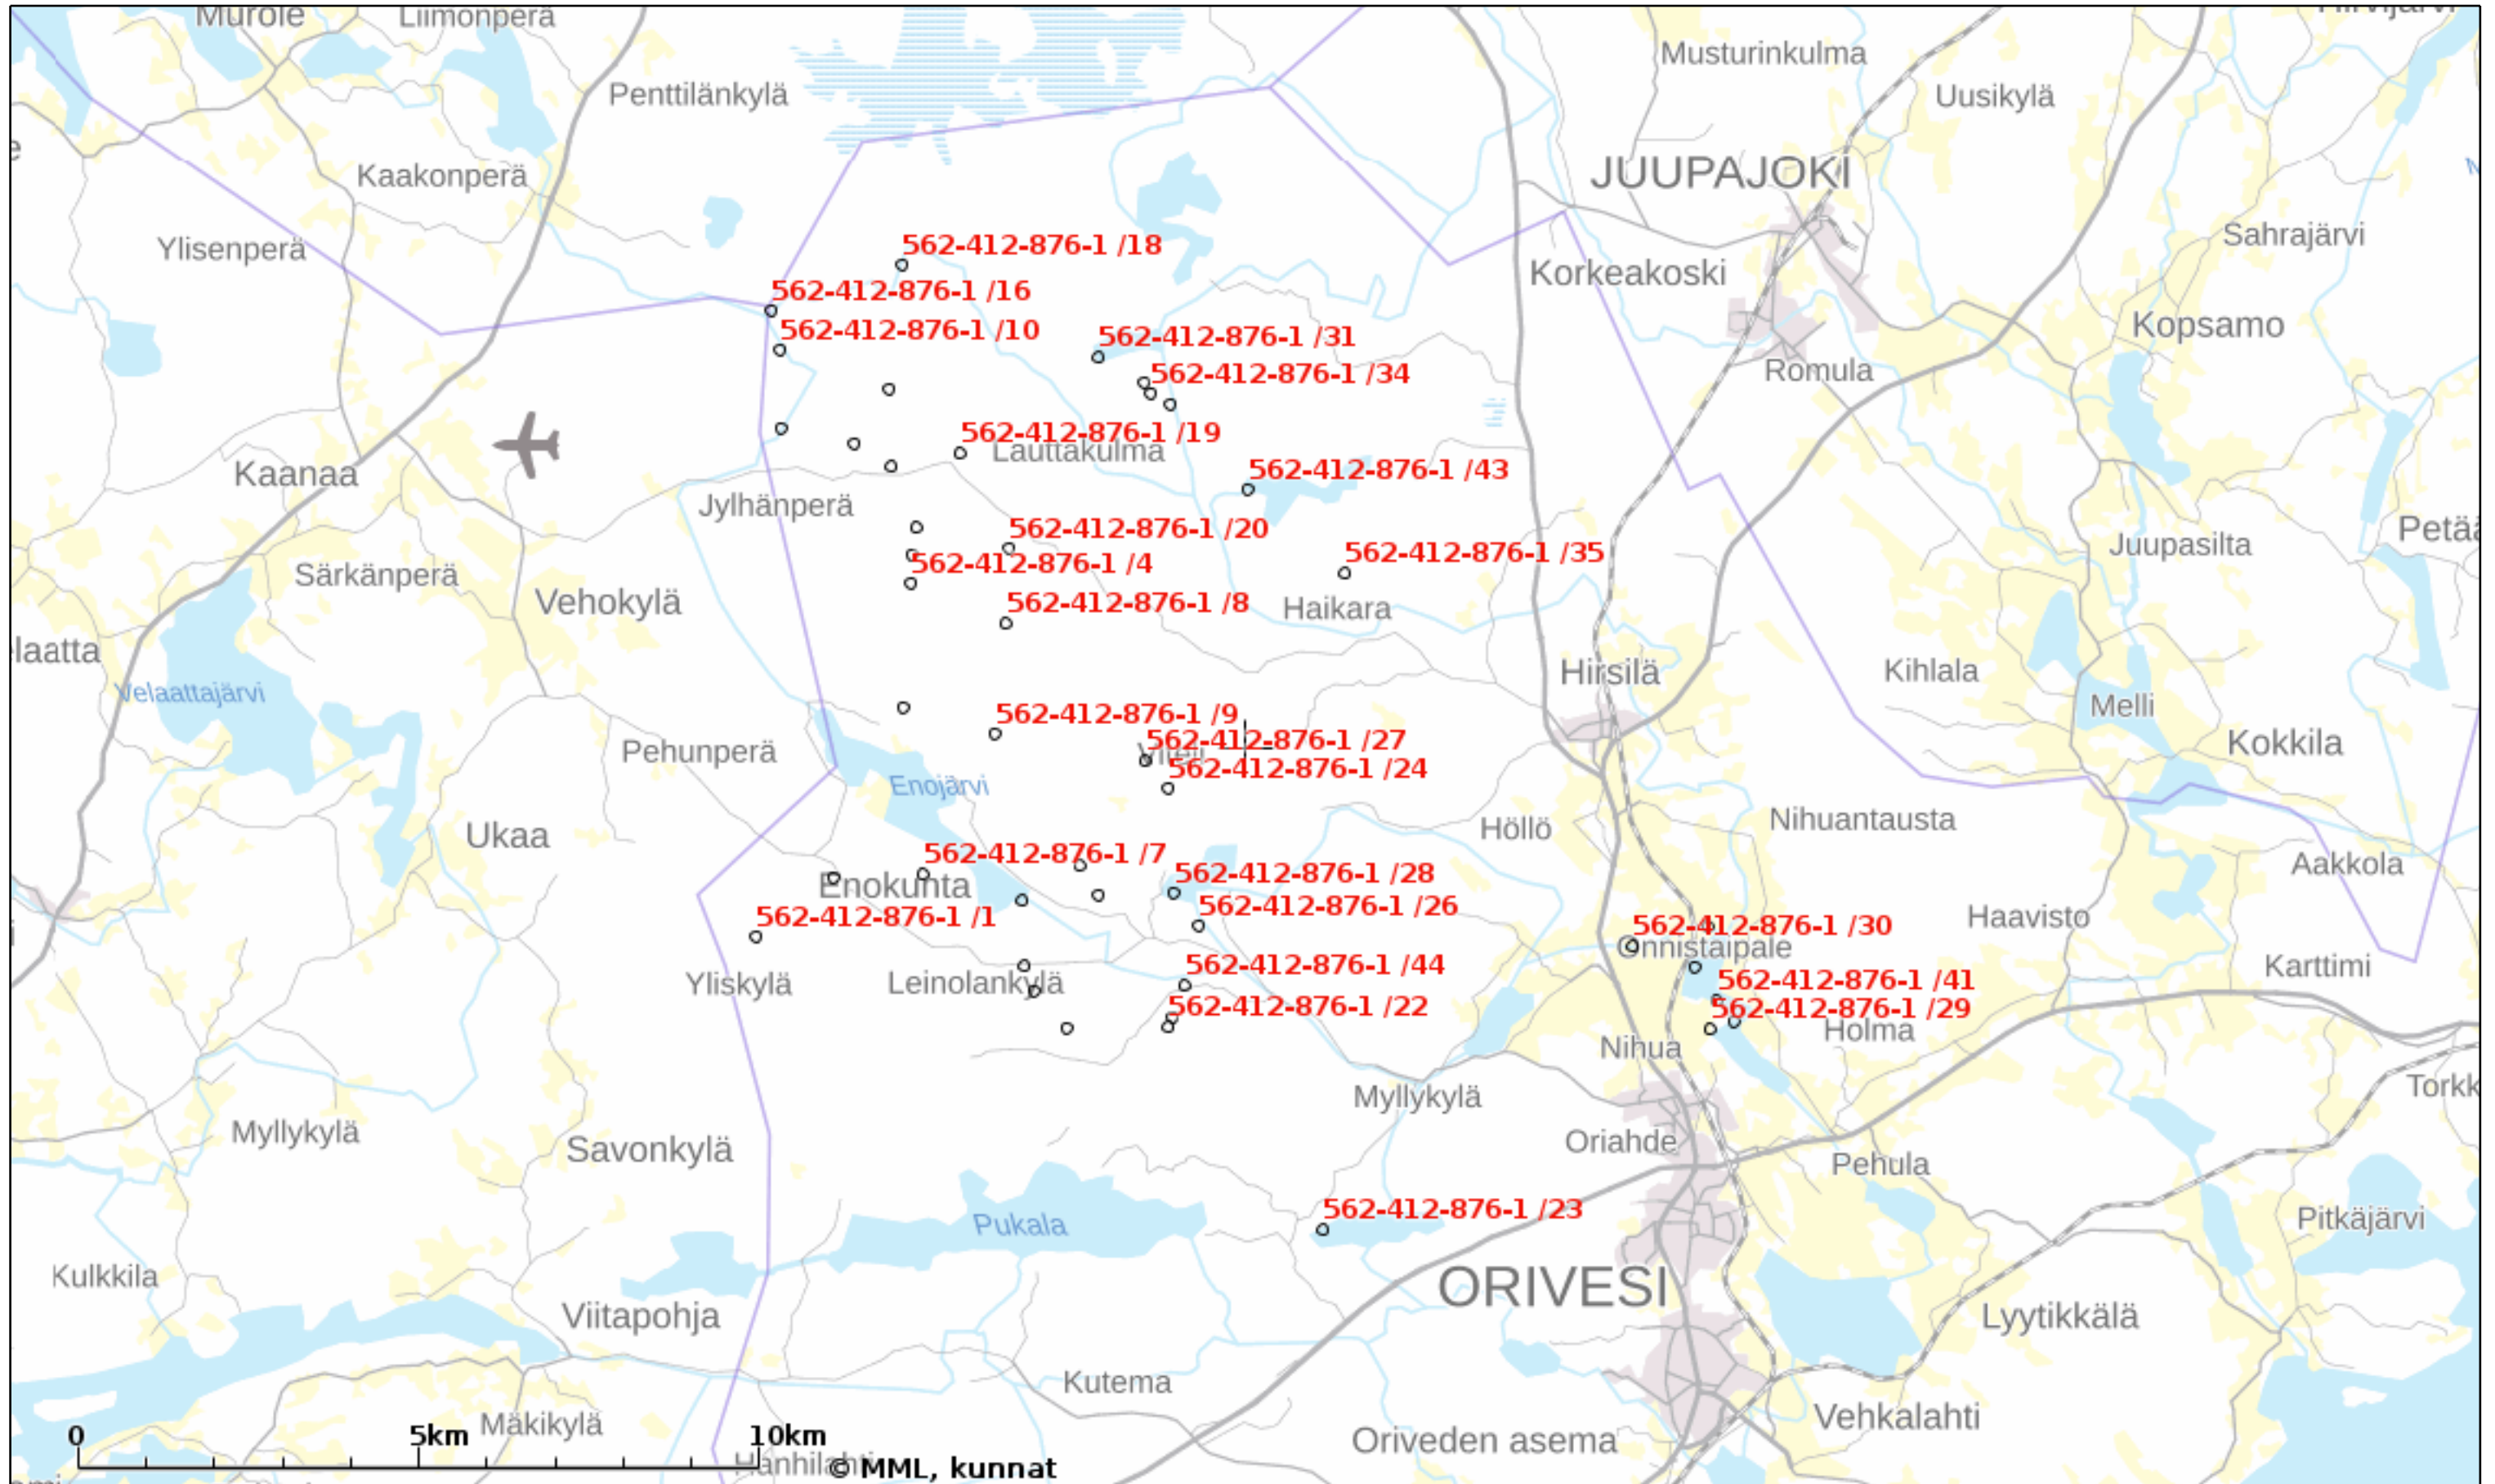 Murole
Liimonperä
Musturinkulma
Penttilänkylä
Uusikylä
Kaakonperä
JUUPAJOKI
Ylisenperä
562-412-876-1 /18
Sahrajärvi
Korkeakoski
562-412-876-1 /16
562-412-876-1 /10
562-412-876-1 /31
Kopsamo
562-412-876-1 /34
Romula
562-412-876-1 /19
Lauttakulma
Kaanaa
562-412-876-1 /43
Jylhänperä
562-412-876-1 /20
Juupasilta
562-412-876-1 /35
562-412-876-1 /4
Särkänperä
Vehokylä
562-412-876-1 /8
Haikara
laatta
Hirsilä
Kihlala
Velaattajärvi
Melli
562-412-876-1 /9
562-412-876-1 /27
Kokkila
Pehunperä
562-412-876-1 /24
Enojärvi
Nihuantausta
Höllö
Ukaa
562-412-876-1 /7
Aakkola
562-412-876-1 /28
Enokunta
562-412-876-1 /26
562-412-876-1 /1
Haavisto
562-412-876-1 /30
Onnistaipale
562-412-876-1 /44
Karttimi
Yliskylä
Leinolankylä
562-412-876-1 /41
562-412-876-1 /22
562-412-876-1 /29
Holma
Nihua
Torkk
Myllykylä
Myllykylä
Oriahde
Savonkylä
Pehula
562-412-876-1 /23
Pukala
Pitkäjärvi
Kulkkila
ORIVESI
Viitapohja
Lyytikkälä
Kutema
Vehkalahti
Mäkikylä
0
5km
10km
Oriveden asema
© MML, kunnat